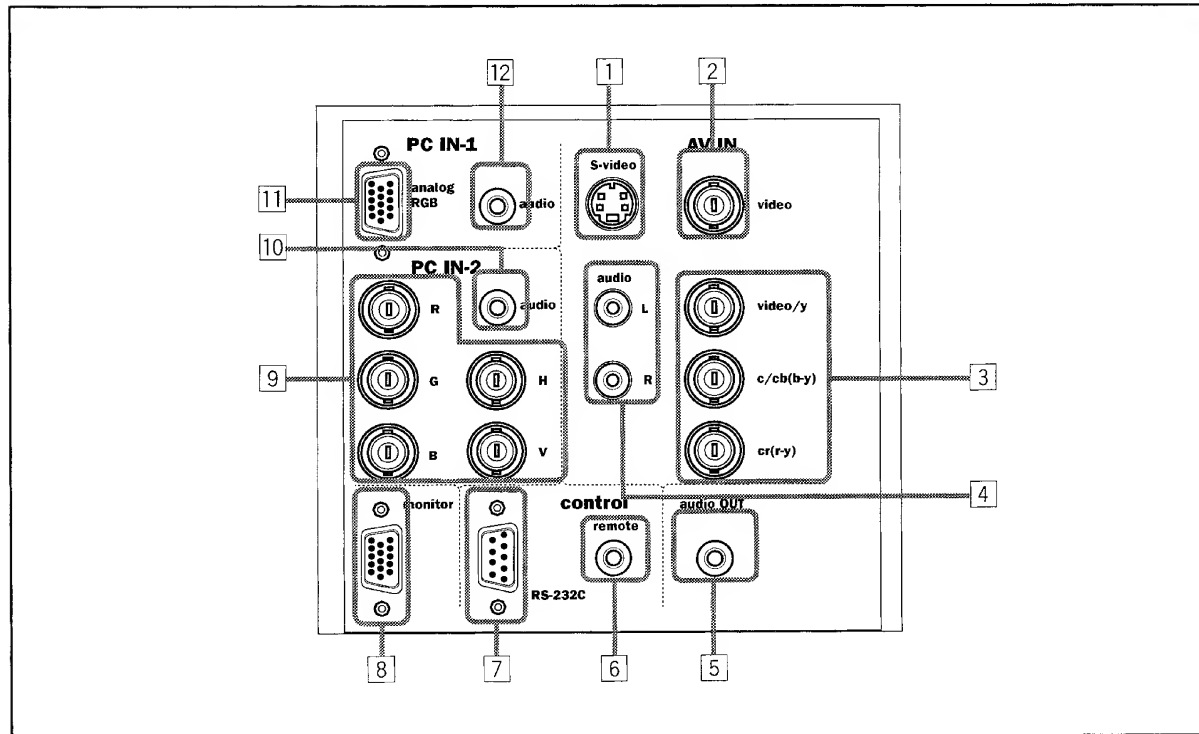 12
1
2
PC IN-1
AV IN
S-video
11
analog
RGB
audio
video
10
PC IN-2
audio
audio
R
L
video/y
9
G
H
R
c/cb(b-y)
3
B
V
cr(r-y)
4
monitor
control
audio OUT
remote
RS-232C
8
7
6
5